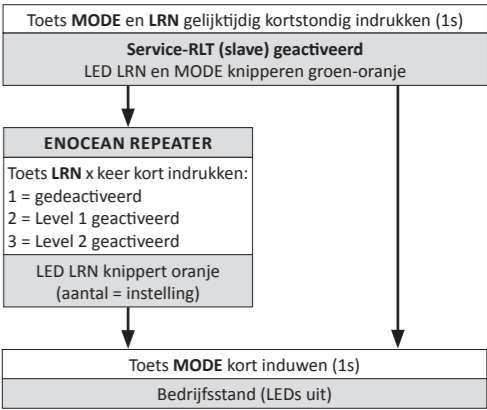 Toets MODE en LRN gelijktijdig kortstondig indrukken (1s)
Service-RLT (slave) geactiveerd
LED LRN en MODE knipperen groen-oranje
ENOCEAN REPEATER
Toets LRN x keer kort indrukken:
1 = gedeactiveerd
2 = Level 1 geactiveerd
3 = Level 2 geactiveerd
LED LRN knippert oranje
(aantal = instelling)
Toets MODE kort induwen (1s)
Bedrijfsstand (LEDs uit)